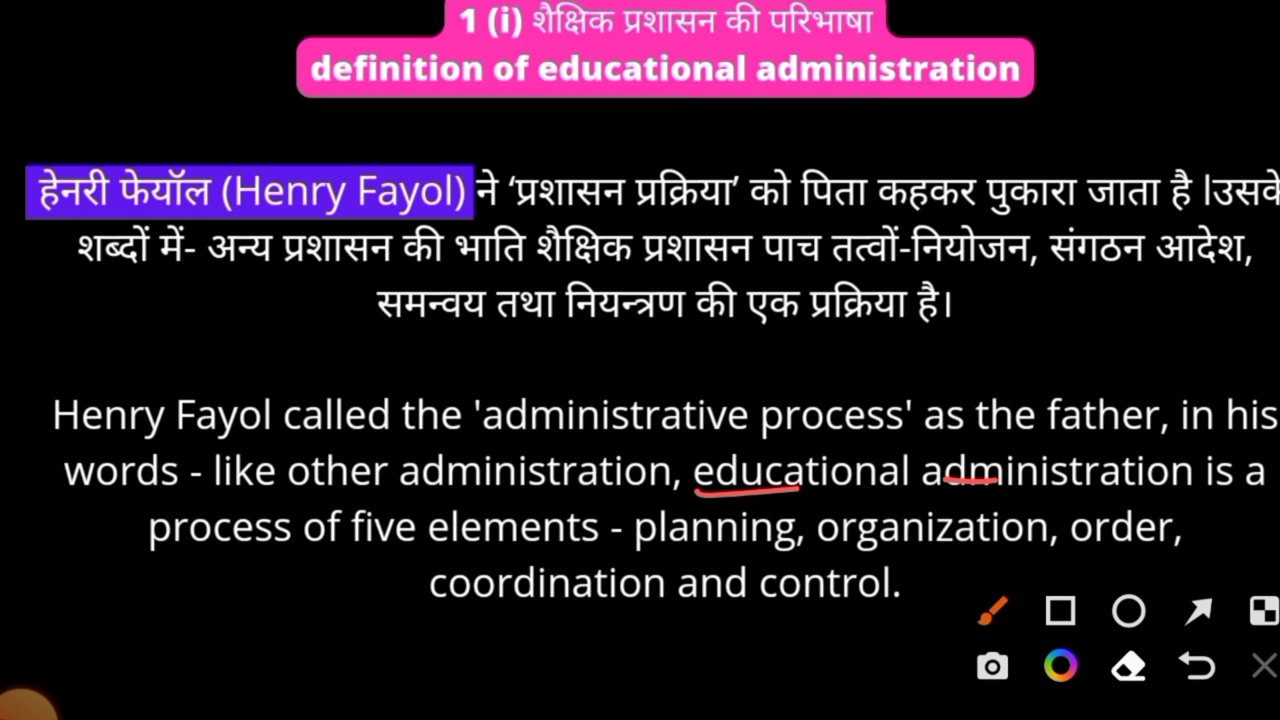 1 (i) शैक्षिक प्रशासन की परिभाषा
definition of educational administration
हेनरी फेयॉल (Henry Fayol) ने ‘प्रशासन प्रक्रिया’ को पिता कहकर पुकारा जाता है lउसके
शब्दों में- अन्य प्रशासन की भाति शैक्षिक प्रशासन पाच तत्वों-नियोजन, संगठन आदेश,
समन्वय तथा नियन्त्रण की एक प्रक्रिया है।
Henry Fayol called the 'administrative process' as the father, in his
words - like other administration, educational administration is a
process of five elements - planning, organization, order,
coordination and control.